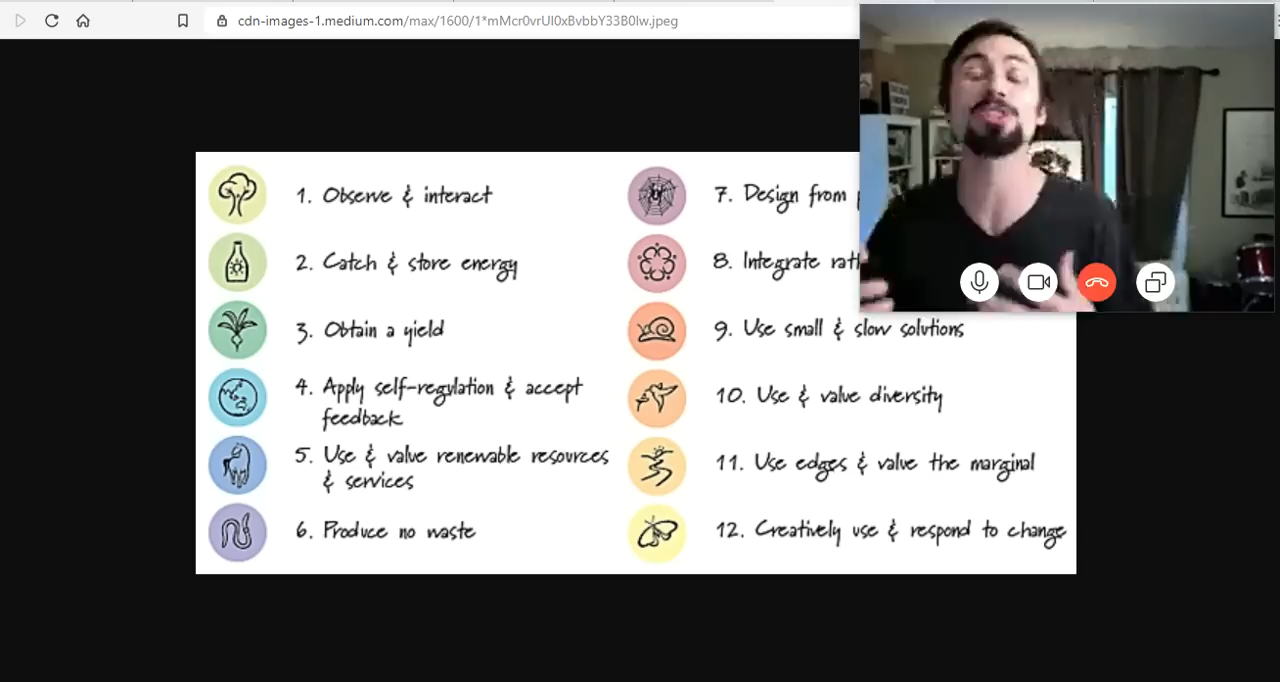 cdn-images-1.medium.com/max/1600/1*mMcr0vrUI0xBvbbY33B0lw.jpeg
1. Observe & interact
2. Catch & store energy
3. Obtain a yield
4. Apply self-regulation & accept
feedback
5. Use & value renewable resources
& services
6. Produce no waste
7. Design from
8. Integrate
9. Use small & slow solutions
10. Use & value diversity
11. Use edges & value the marginal
12. Creatively use & respond to change